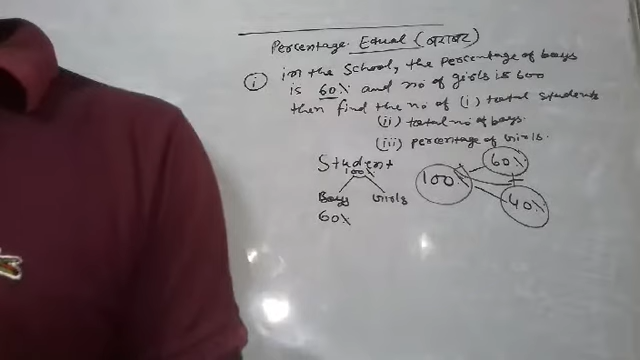 Percentage Equal (बराबर)
(i) in the School, the percentage of boys
is 60% and no of girls is 600
then find the no of (i) total students
(ii) total no of boys.
(iii) percentage of Girls.
Student
100%
Boys Girls
60%
100%
60%
40%